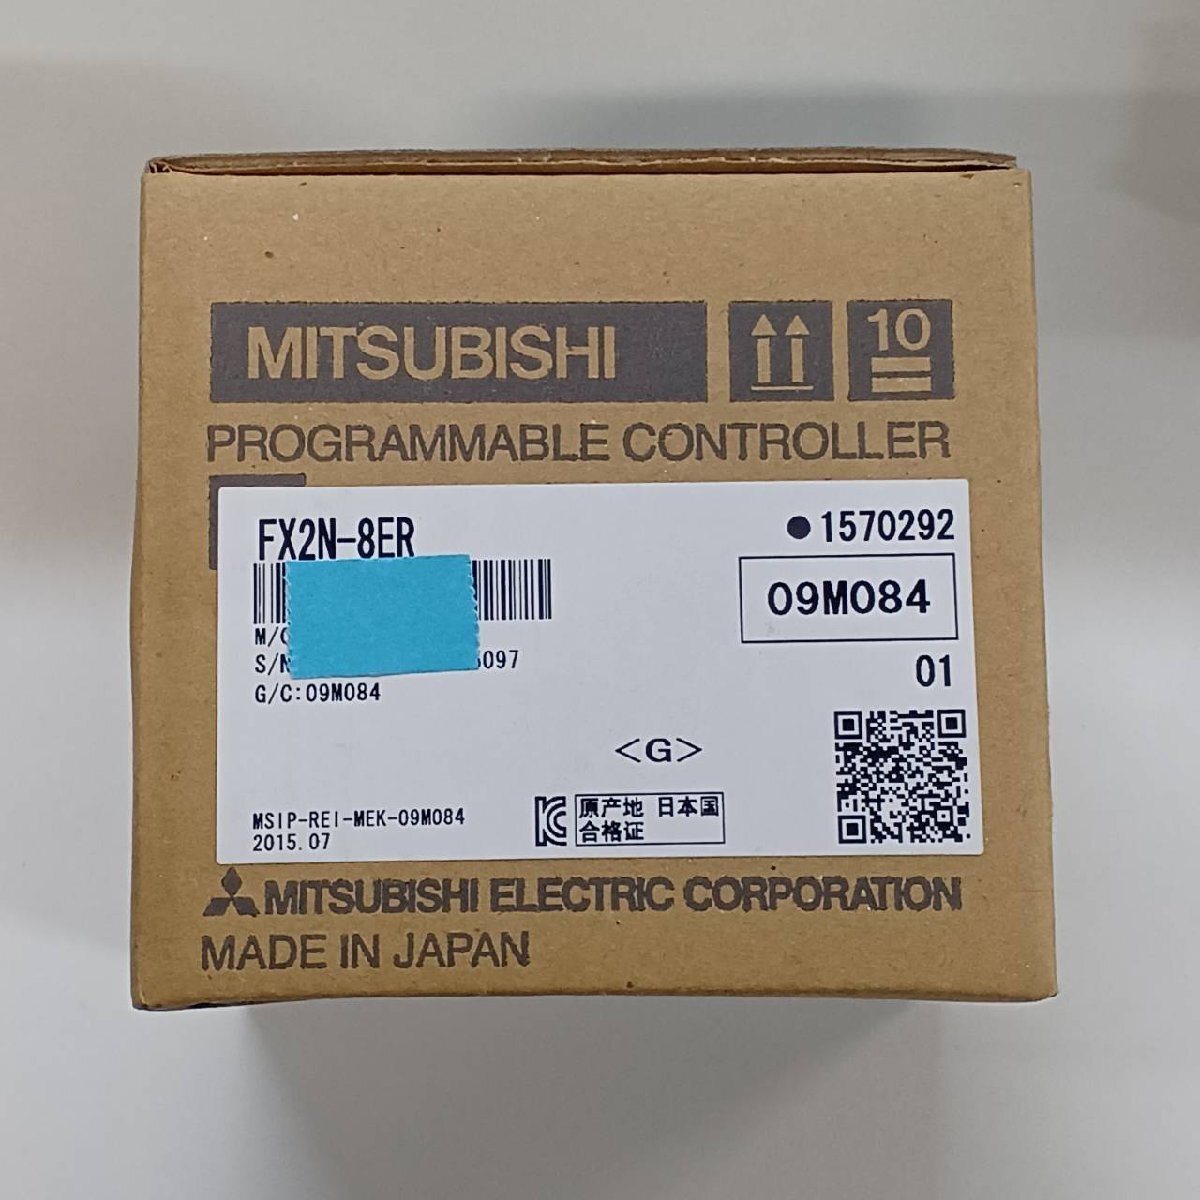 MITSUBISHI
10
PROGRAMMABLE CONTROLLER
FX2N-8ER
●1570292
09M084
M/
S/N
097
G/C:09M084
01
<G>
MSIP-REI-MEK-09M084
2015.07
原产地 日本国
合格证
MITSUBISHI ELECTRIC CORPORATION
MADE IN JAPAN